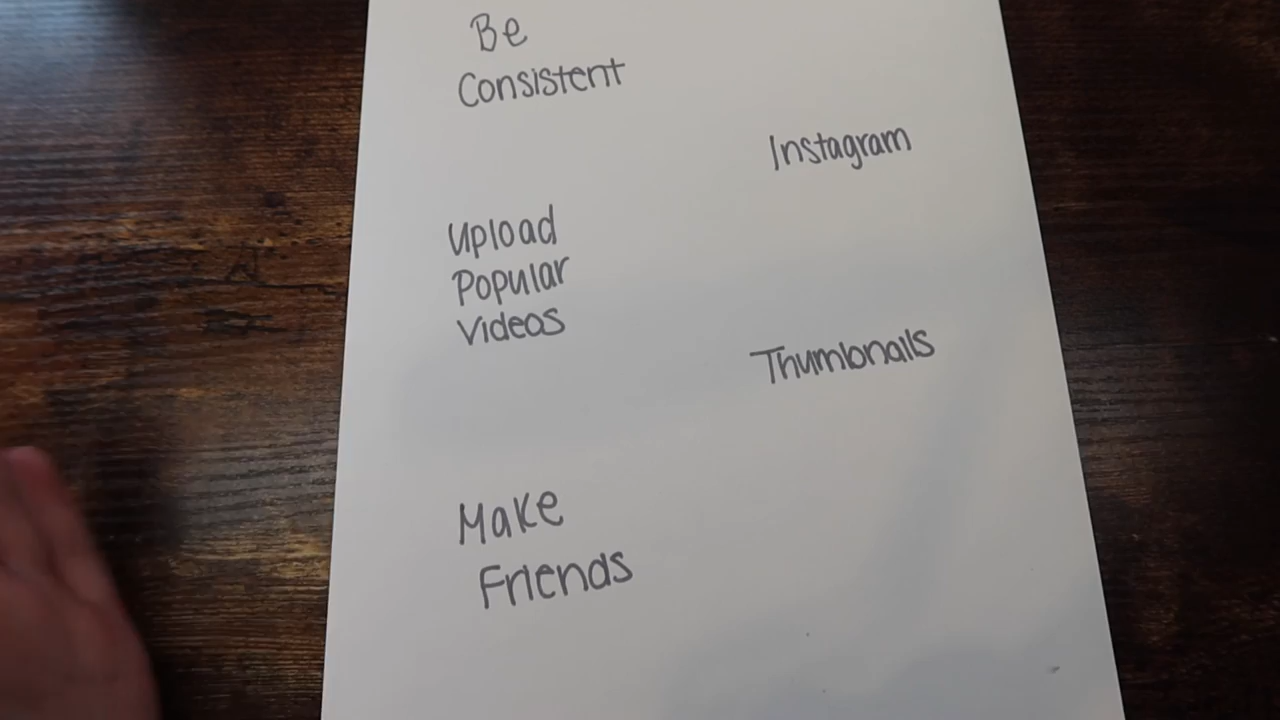 Be
Consistent
Instagram
Upload
Popular
Videos
Thumbnails
Make
Friends